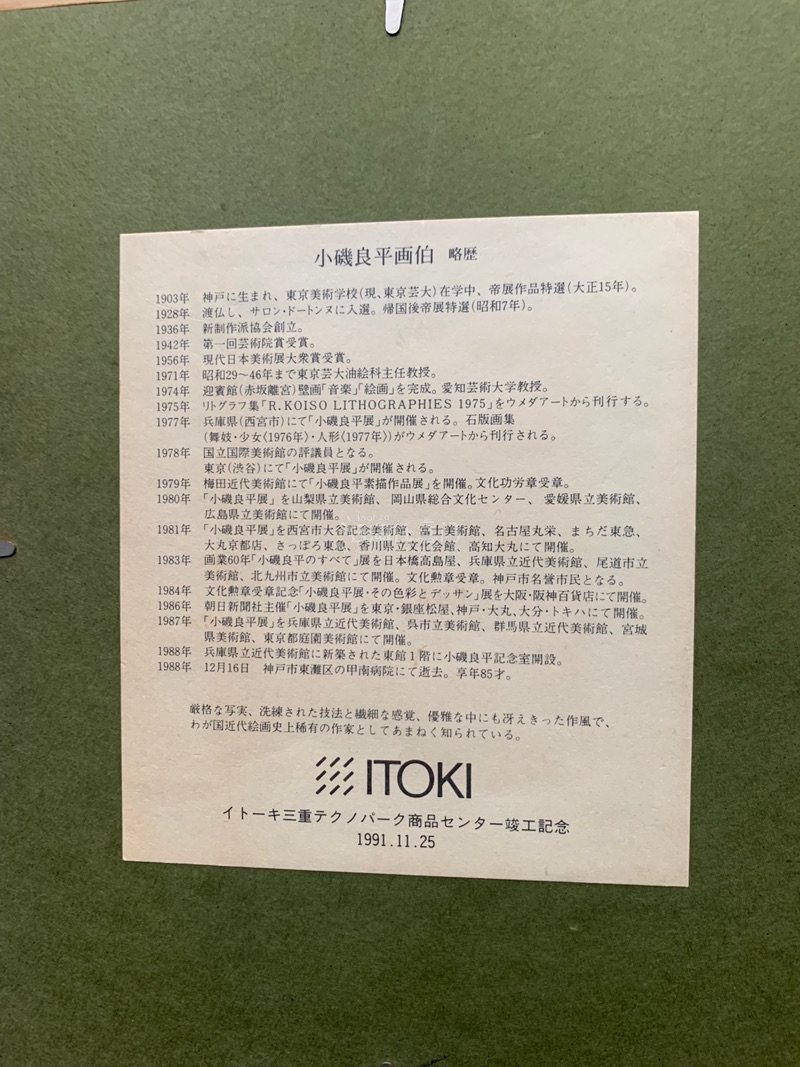 小磯良平画伯 略歴
1903年 神戸に生まれ、東京美術学校(現、東京芸大)在学中、帝展作品特選(大正15年)。
1928年 渡仏し、サロン・ドートンヌに入選。帰国後帝展特選(昭和7年)。
1936年 新制作派協会創立。
1942年 第一回芸術院賞受賞。
1956年 現代日本美術展大衆賞受賞。
1971年 昭和29〜46年まで東京芸大油絵科主任教授。
1974年 迎賓館(赤坂離宮)壁画「音楽」「絵画」を完成。愛知芸術大学教授。
1975年 リトグラフ集「R.KOISO LITHOGRAPHIES 1975」をウメダアートから刊行する。
1977年 兵庫県(西宮市)にて「小磯良平展」が開催される。石版画集
(舞妓・少女〈1976年〉・人形〈1977年〉)がウメダアートから刊行される。
1978年 国立国際美術館の評議員となる。
東京(渋谷)にて「小磯良平展」が開催される。
1979年 梅田近代美術館にて「小磯良平素描作品展」を開催。文化功労章受章。
1980年 「小磯良平展」を山梨県立美術館、岡山県総合文化センター、愛媛県立美術館、
広島県立美術館にて開催。
1981年 「小磯良平展」を西宮市大谷記念美術館、富士美術館、名古屋丸栄、まちだ東急、
大丸京都店、さっぽろ東急、香川県立文化会館、高知大丸にて開催。
1983年 画業60年「小磯良平のすべて」展を日本橋高島屋、兵庫県立近代美術館、尾道市立
美術館、北九州市立美術館にて開催。文化勲章受章。神戸市名誉市民となる。
1984年 文化勲章受章記念「小磯良平展・その色彩とデッサン」展を大阪・阪神百貨店にて開催。
1986年 朝日新聞社主催「小磯良平展」を東京・銀座松屋、神戸・大丸、大分・トキハにて開催。
1987年 「小磯良平展」を兵庫県立近代美術館、呉市立美術館、群馬県立近代美術館、宮城
県美術館、東京都庭園美術館にて開催。
1988年 兵庫県立近代美術館に新築された東館1階に小磯良平記念室開設。
1988年 12月16日 神戸市東灘区の甲南病院にて逝去。享年85才。
厳格な写実、洗練された技法と繊細な感覚、優雅な中にも冴えきった作風で、
わが国近代絵画史上稀有の作家としてあまねく知られている。
ITOKI
イトーキ三重テクノパーク商品センター竣工記念
1991.11.25